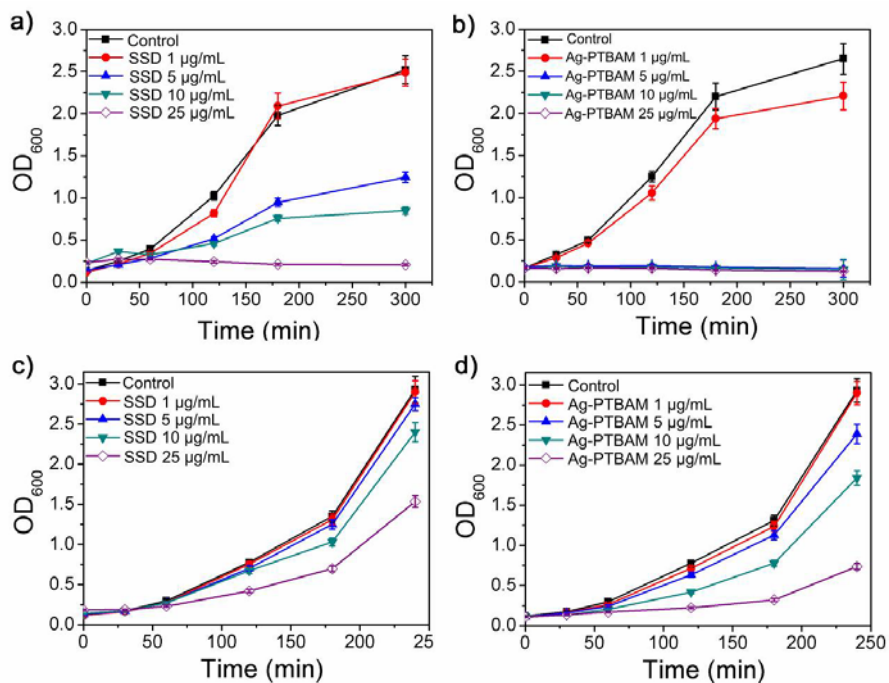 a)
3.0
2.5
2.0
1.5
1.0
0.5
0.0
OD600
Control
SSD 1 µg/mL
SSD 5 µg/mL
SSD 10 µg/mL
SSD 25 µg/mL
0 50 100 150 200 250 300
Time (min)
b)
3.0
2.5
2.0
1.5
1.0
0.5
0.0
OD600
Control
Ag-PTBAM 1 µg/mL
Ag-PTBAM 5 µg/mL
Ag-PTBAM 10 µg/mL
Ag-PTBAM 25 µg/mL
0 50 100 150 200 250 300
Time (min)
c)
3.0
2.5
2.0
1.5
1.0
0.5
0.0
OD600
Control
SSD 1 µg/mL
SSD 5 µg/mL
SSD 10 µg/mL
SSD 25 µg/mL
0 50 100 150 200 25
Time (min)
d)
3.0
2.5
2.0
1.5
1.0
0.5
0.0
OD600
Control
Ag-PTBAM 1 µg/mL
Ag-PTBAM 5 µg/mL
Ag-PTBAM 10 µg/mL
Ag-PTBAM 25 µg/mL
0 50 100 150 200 250
Time (min)